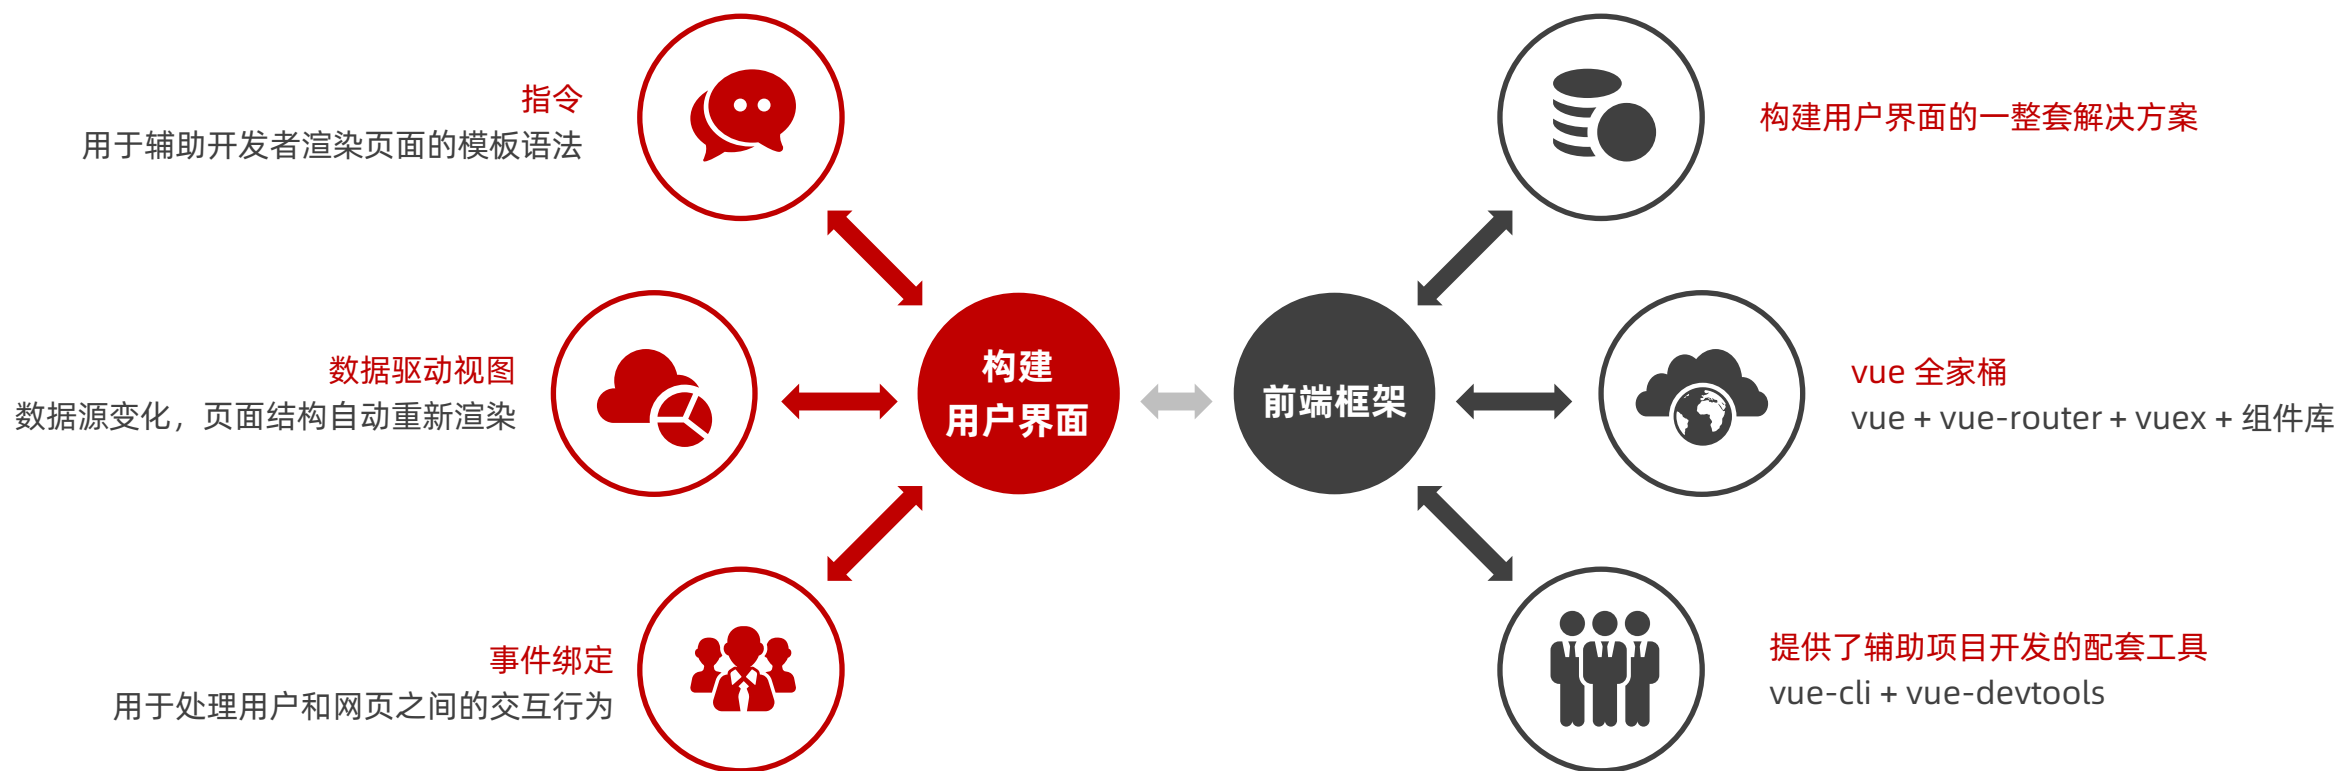 指令
用于辅助开发者渲染页面的模板语法
数据驱动视图
数据源变化，页面结构自动重新渲染
事件绑定
用于处理用户和网页之间的交互行为
构建
用户界面
前端框架
构建用户界面的一整套解决方案
vue 全家桶
vue + vue-router + vuex + 组件库
提供了辅助项目开发的配套工具
vue-cli + vue-devtools